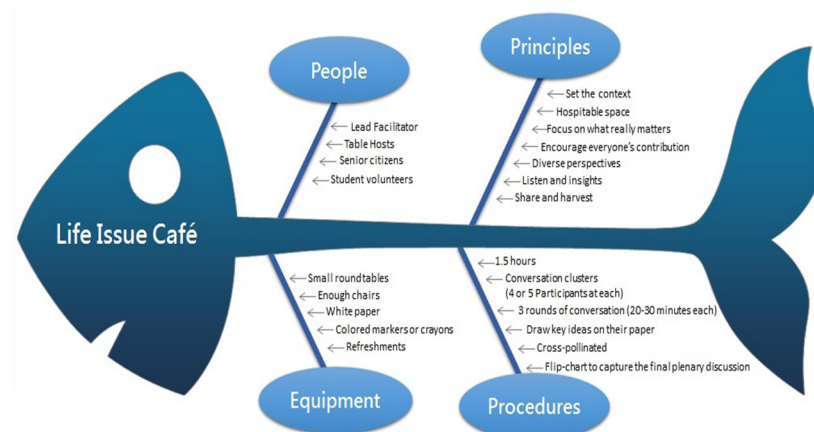 Life Issue Café
People
Lead Facilitator
Table Hosts
Senior citizens
Student volunteers
Principles
Set the context
Hospitable space
Focus on what really matters
Encourage everyone's contribution
Diverse perspectives
Listen and insights
Share and harvest
Small roundtables
Enough chairs
White paper
Colored markers or crayons
Refreshments
Equipment
1.5 hours
Conversation clusters
(4 or 5 Participants at each)
3 rounds of conversation (20-30 minutes each)
Draw key ideas on their paper
Cross-pollinated
Flip-chart to capture the final plenary discussion
Procedures